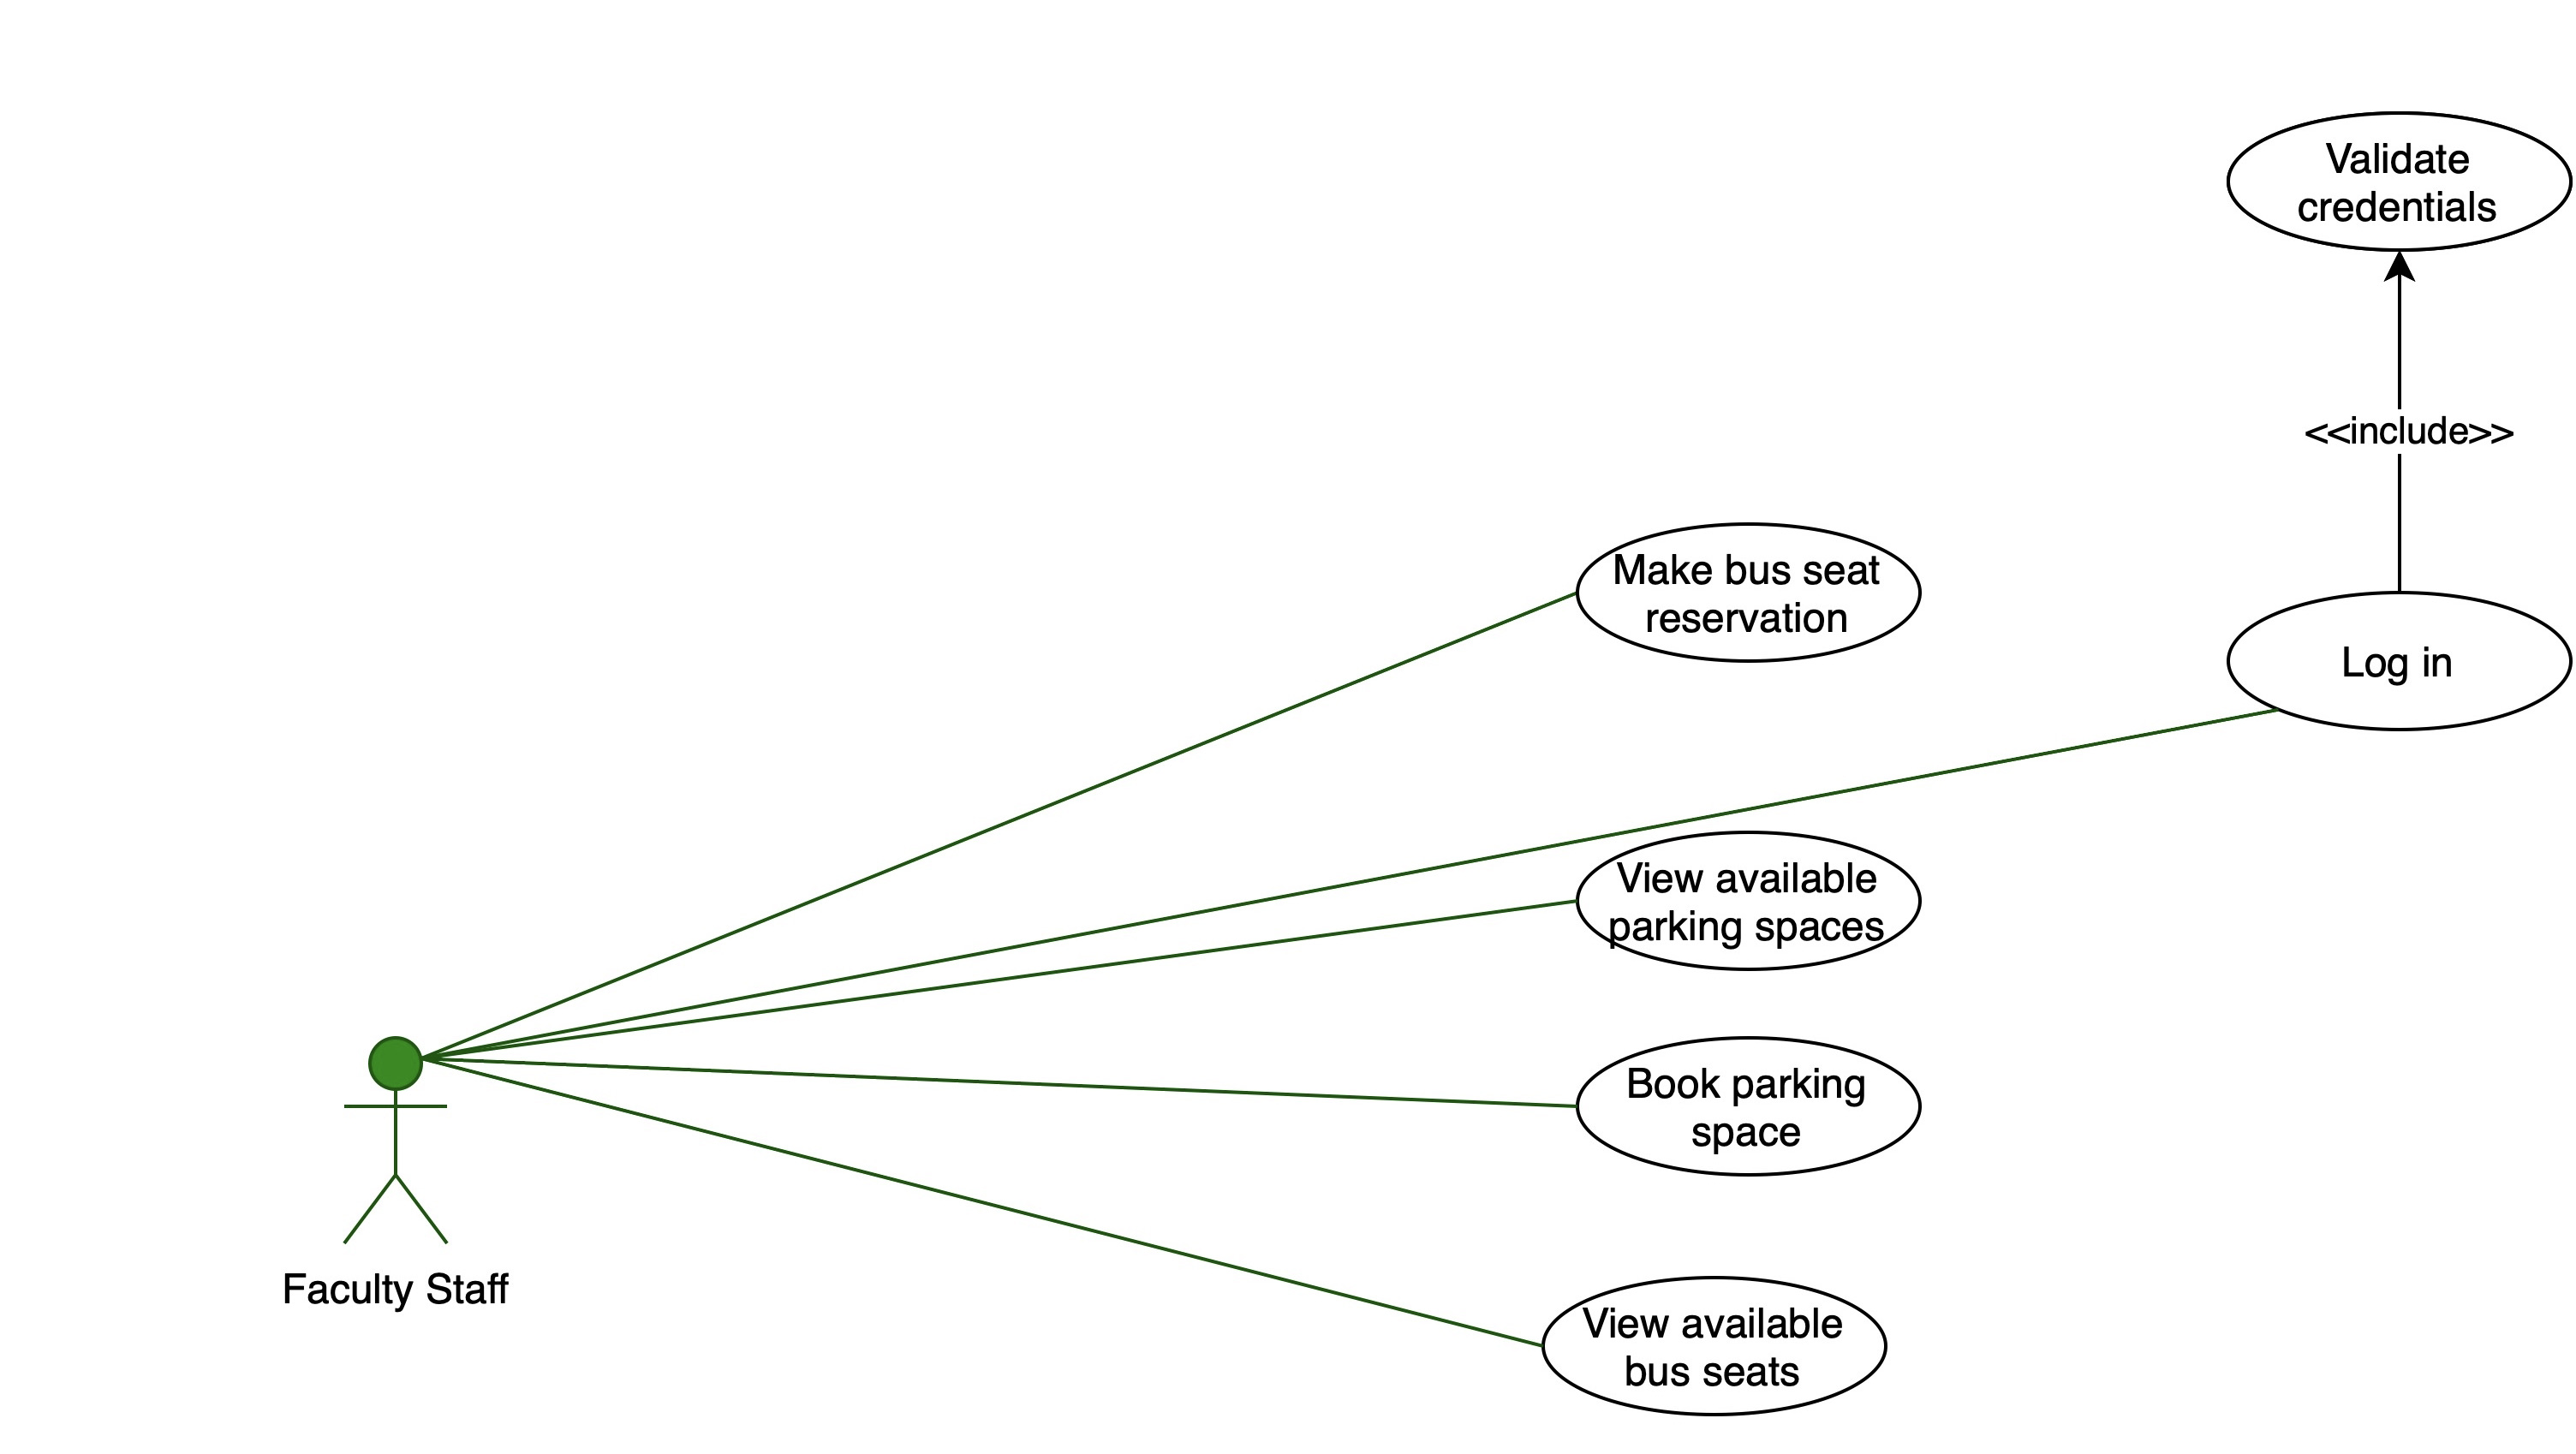 Validate
credentials
<<include>>
Make bus seat
reservation
Log in
View available
parking spaces
Book parking
space
Faculty Staff
View available
bus seats